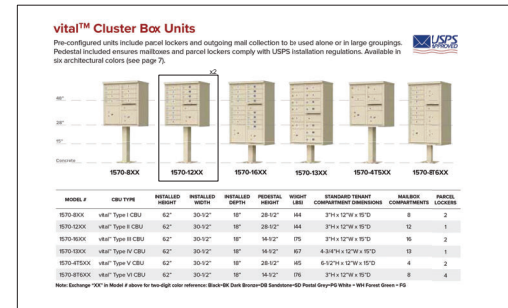 vital™ Cluster Box Units
Pre-configured units include parcel lockers and outgoing mail collection to be used alone or in large groupings.
Pedestal included ensures mailboxes and parcel lockers comply with USPS installation regulations. Available in
six architectural colors (see page 7).
USPS
APPROVED
x2
48"
28"
15"
Concrete
1570-8XX 1570-12XX 1570-16XX 1570-13XX 1570-4T5XX 1570-8T6XX
MODEL # CBU TYPE INSTALLED HEIGHT INSTALLED WIDTH INSTALLED DEPTH PEDESTAL HEIGHT WIGHT LBS) STANDARD TENANT COMPARTMENT DIMENSIONS MAILBOX COMPARTMENTS PARCEL LOCKERS
1570-8XX vital™ Type I CBU 62" 30-1/2" 18" 28-1/2" 144 3"H x 12"W x 15"D 8 2
1570-12XX vital™ Type II CBU 62" 30-1/2" 18" 28-1/2" 144 3"H x 12"W x 15"D 12 1
1570-16XX vital™ Type III CBU 62" 30-1/2" 18" 14-1/2" 175 3"H x 12"W x 15"D 16 2
1570-13XX vital™ Type IV CBU 62" 30-1/2" 18" 14-1/2" 167 4-3/4"H x 12"W x 15"D 13 1
1570-4T5XX vital™ Type V CBU 62" 30-1/2" 18" 28-1/2" 145 6-1/2"H x 12"W x 15"D 4 2
1570-8T6XX vital™ Type VI CBU 62" 30-1/2" 18" 14-1/2" 176 3"H x 12"W x 15"D 8 4
Note: Exchange "XX" in Model # above for two-digit color reference: Black=BK Dark Bronze=DB Sandstone=SD Postal Grey=PG White = WH Forest Green = FG